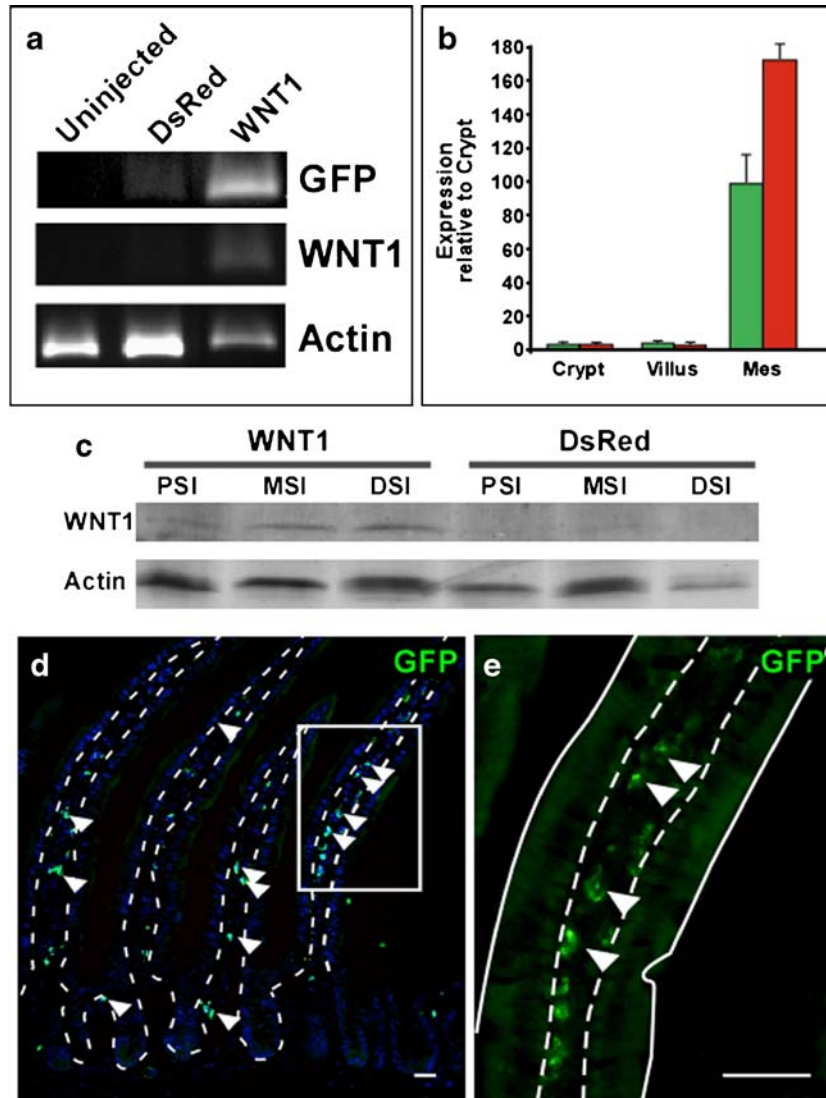 a
Uninjected
DsRed
WNT1
GFP
WNT1
Actin
b
Expression
relative to Crypt
180
160
140
120
100
80
60
40
20
0
Crypt Villus Mes
c
WNT1 DsRed
PSI MSI DSI PSI MSI DSI
WNT1
Actin
d
GFP
e
GFP